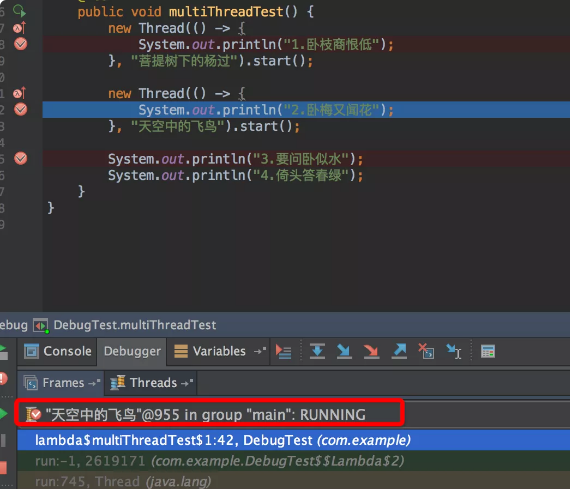 public void multiThreadTest() {
new Thread(() -> {
System.out.println("1.卧枝商恨低");
}, "菩提树下的杨过").start();
new Thread(() -> {
System.out.println("2.卧梅又闻花");
}, "天空中的飞鸟").start();
System.out.println("3.要问卧似水");
System.out.println("4.倚头答春绿");
}
}
ebug DebugTest.multiThreadTest
Console Debugger Variables
Frames Threads
"天空中的飞鸟"@955 in group "main": RUNNING
lambda$multiThreadTest$1:42, DebugTest (com.example)
run:-1, 2619171 (com.example.DebugTest$$Lambda$2)
run:745, Thread (java.lang)